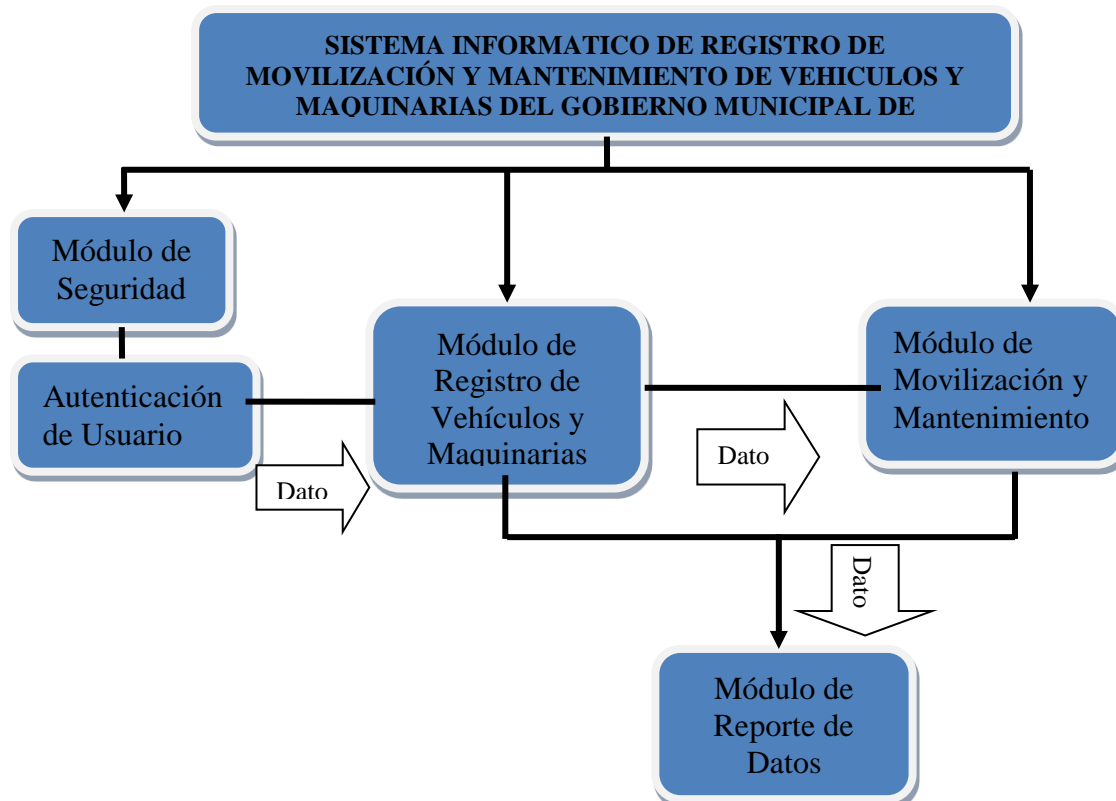 SISTEMA INFORMATICO DE REGISTRO DE
MOVILIZACIÓN Y MANTENIMIENTO DE VEHICULOS Y
MAQUINARIAS DEL GOBIERNO MUNICIPAL DE
Módulo de
Seguridad
Autenticación
de Usuario
Módulo de
Registro de
Vehículos y
Maquinarias
Módulo de
Movilización y
Mantenimiento
Dato
Dato
Dato
Módulo de
Reporte de
Datos